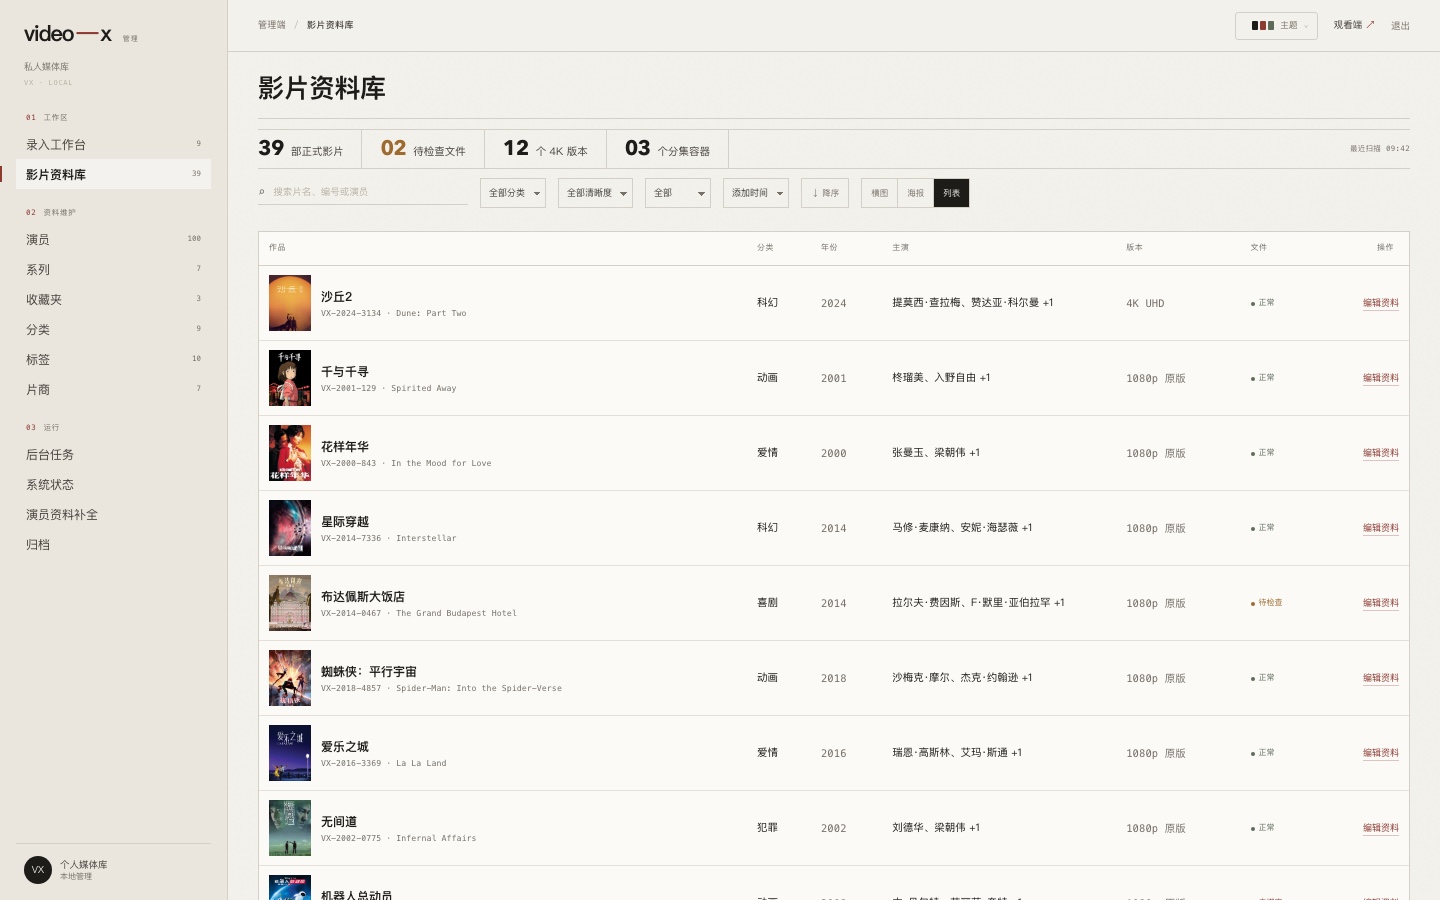 video—x 管理
私人媒体库
VX · LOCAL
01 工作区
录入工作台 9
影片资料库 39
02 资料维护
演员 100
系列 7
收藏夹 3
分类 9
标签 10
片商 7
03 运行
后台任务
系统状态
演员资料补全
归档
VX 个人媒体库
本地管理
管理端 / 影片资料库
主题 观看端 ↗ 退出
影片资料库
39 部正式影片 02 待检查文件 12 个 4K 版本 03 个分集容器 最近扫描 09:42
搜索片名、编号或演员 全部分类 全部清晰度 全部 添加时间 ↓ 降序 横图 海报 列表
作品 分类 年份 主演 版本 文件 操作
沙丘2
VX-2024-3134 · Dune: Part Two
科幻 2024 提莫西·查拉梅、赞达亚·科尔曼 +1 4K UHD 正常 编辑资料
千与千寻
千与千寻
VX-2001-129 · Spirited Away
动画 2001 柊瑠美、入野自由 +1 1080p 原版 正常 编辑资料
花样年华
花样年华
VX-2000-843 · In the Mood for Love
爱情 2000 张曼玉、梁朝伟 +1 1080p 原版 正常 编辑资料
星际穿越
VX-2014-7336 · Interstellar
科幻 2014 马修·麦康纳、安妮·海瑟薇 +1 1080p 原版 正常 编辑资料
布达佩斯大饭店
VX-2014-0467 · The Grand Budapest Hotel
喜剧 2014 拉尔夫·费因斯、F·默里·亚伯拉罕 +1 1080p 原版 待检查 编辑资料
蜘蛛侠：平行宇宙
VX-2018-4857 · Spider-Man: Into the Spider-Verse
动画 2018 沙梅克·摩尔、杰克·约翰逊 +1 1080p 原版 正常 编辑资料
爱乐之城
爱乐之城
VX-2016-3369 · La La Land
爱情 2016 瑞恩·高斯林、艾玛·斯通 +1 1080p 原版 正常 编辑资料
无间道
VX-2002-0775 · Infernal Affairs
犯罪 2002 刘德华、梁朝伟 +1 1080p 原版 正常 编辑资料
机器人总动员